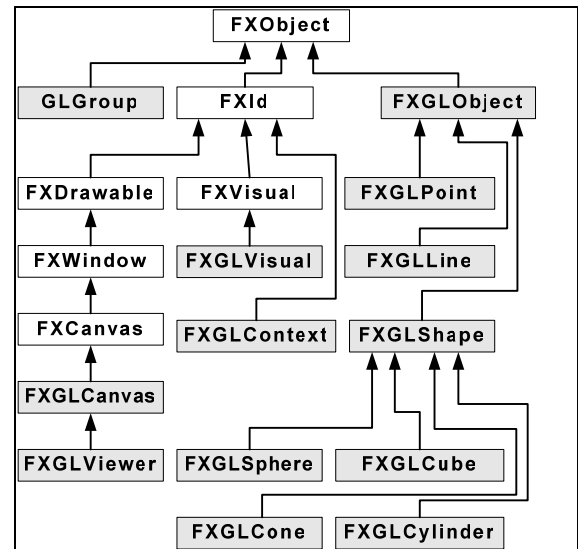 FXObject
GLGroup
FXId
FXGLObject
FXDrawable
FXVisual
FXGLPoint
FXWindow
FXGLVisual
FXGLLine
FXCanvas
FXGLContext
FXGLShape
FXGLCanvas
FXGLViewer
FXGLSphere
FXGLCube
FXGLCone
FXGLCylinder